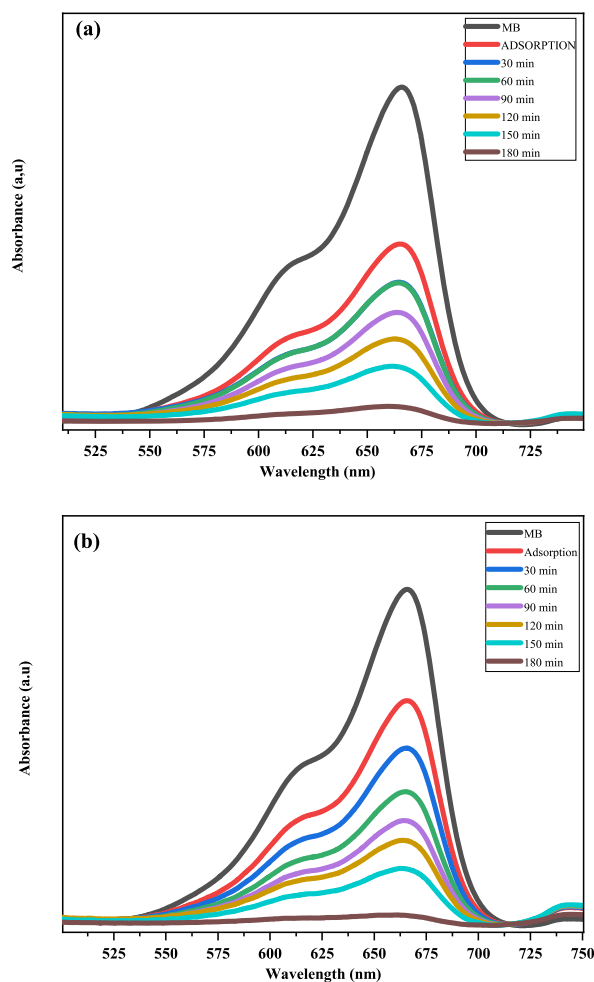 (a)
MB
ADSORPTION
30 min
60 min
90 min
120 min
150 min
180 min
Absorbance (a,u)
525 550 575 600 625 650 675 700 725
Wavelength (nm)
(b)
MB
Adsorption
30 min
60 min
90 min
120 min
150 min
180 min
Absorbance (a.u)
525 550 575 600 625 650 675 700 725 750
Wavelength (nm)